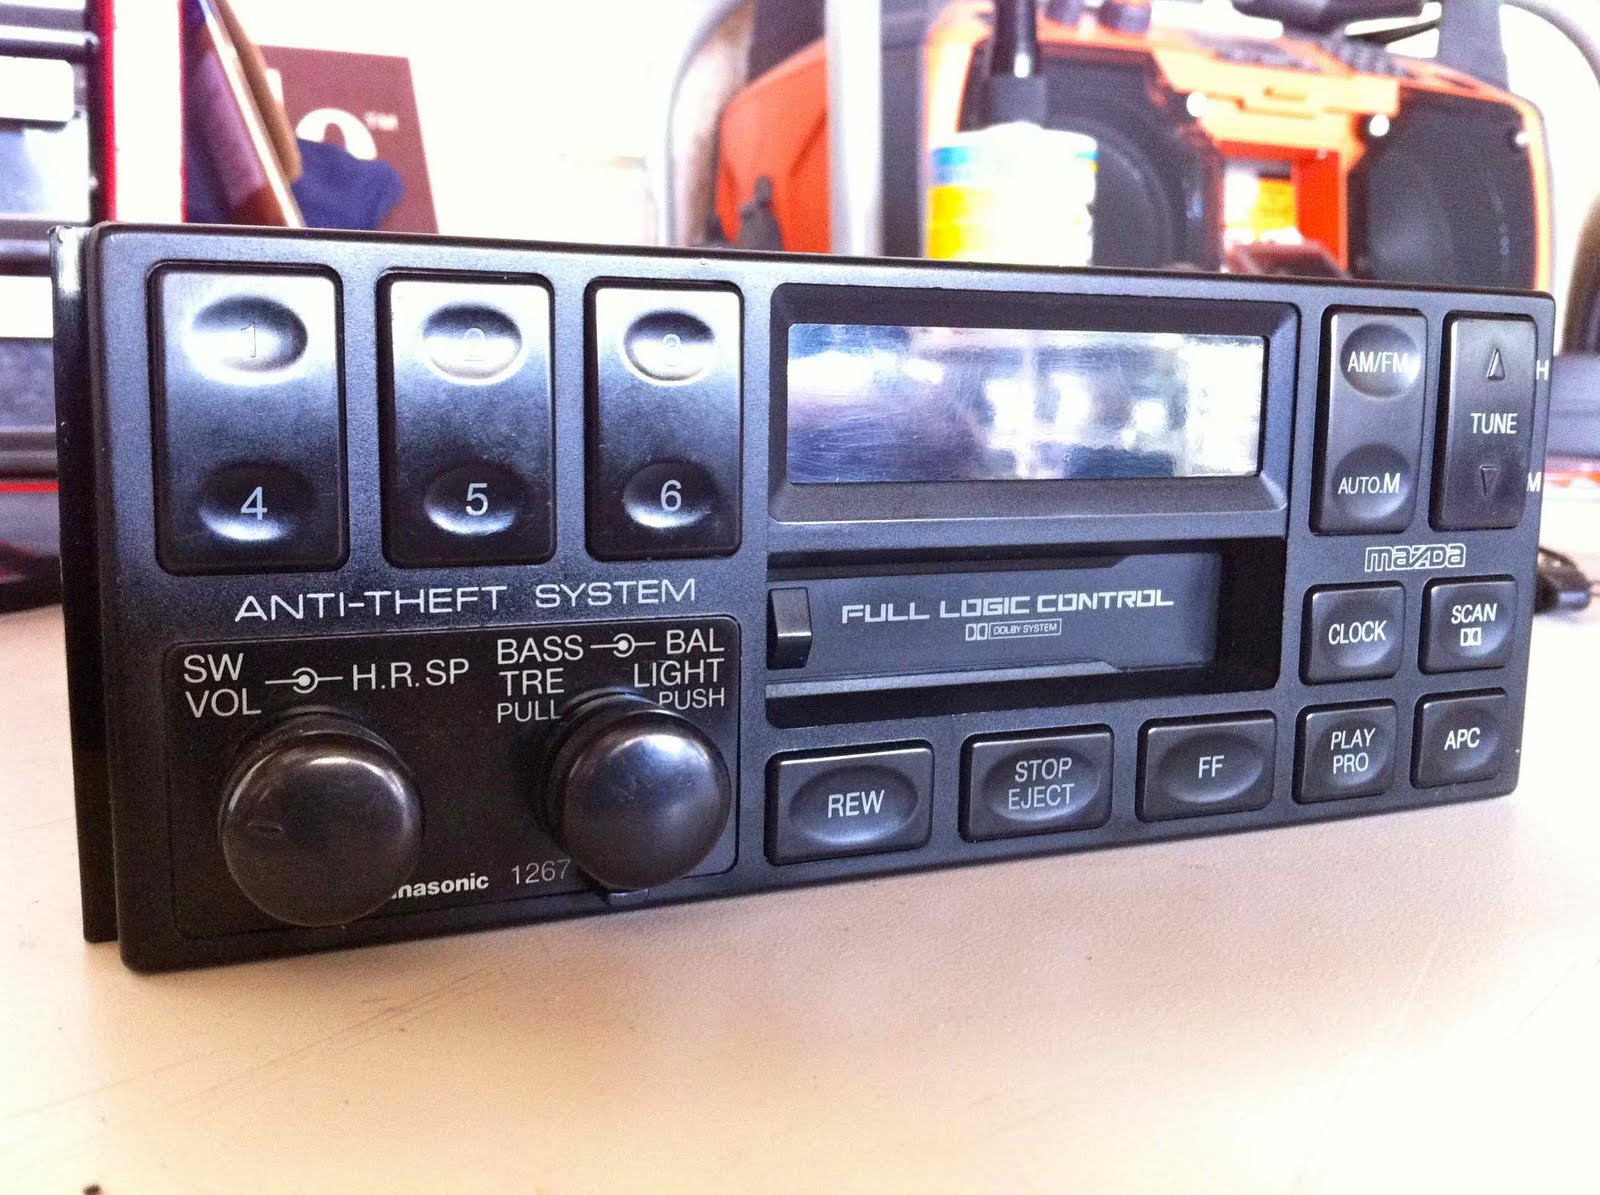 1
2
3
4
5
6
ANTI-THEFT SYSTEM
SW
VOL
H.R.SP
BASS
TRE
PULL
BAL
LIGHT
PUSH
nasonic 1267
FULL LOGIC CONTROL
DOLBY SYSTEM
REW
STOP
EJECT
FF
AM/FM
AUTO.M
TUNE
H
M
mazda
CLOCK
SCAN
PLAY
PRO
APC